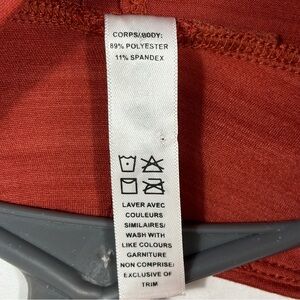 CORPS/BODY:
89% POLYESTER
11% SPANDEX
LAVER AVEC
COULEURS
SIMILAIRES/
WASH WITH
LIKE COLOURS
GARNITURE
NON COMPRISE/
EXCLUSIVE OF
TRIM